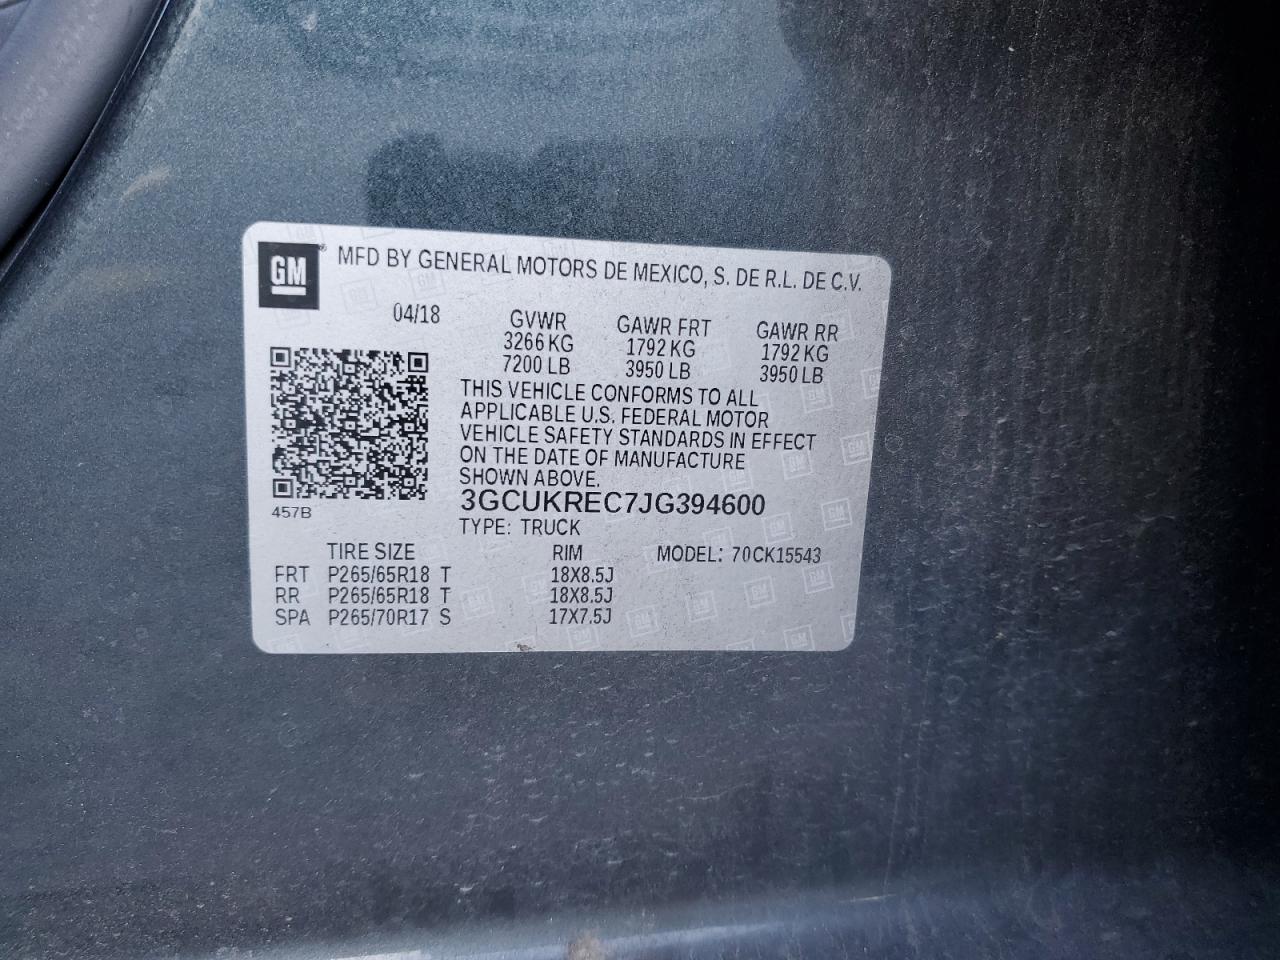 GM® MFD BY GENERAL MOTORS DE MEXICO, S. DE R.L. DE C.V.
04/18 GVWR GAWR FRT GAWR RR
3266 KG 1792 KG 1792 KG
7200 LB 3950 LB 3950 LB
THIS VEHICLE CONFORMS TO ALL
APPLICABLE U.S. FEDERAL MOTOR
VEHICLE SAFETY STANDARDS IN EFFECT
ON THE DATE OF MANUFACTURE
SHOWN ABOVE.
3GCUKREC7JG394600
457B
TYPE: TRUCK
TIRE SIZE RIM MODEL: 70CK15543
FRT P265/65R18 T 18X8.5J
RR P265/65R18 T 18X8.5J
SPA P265/70R17 S 17X7.5J